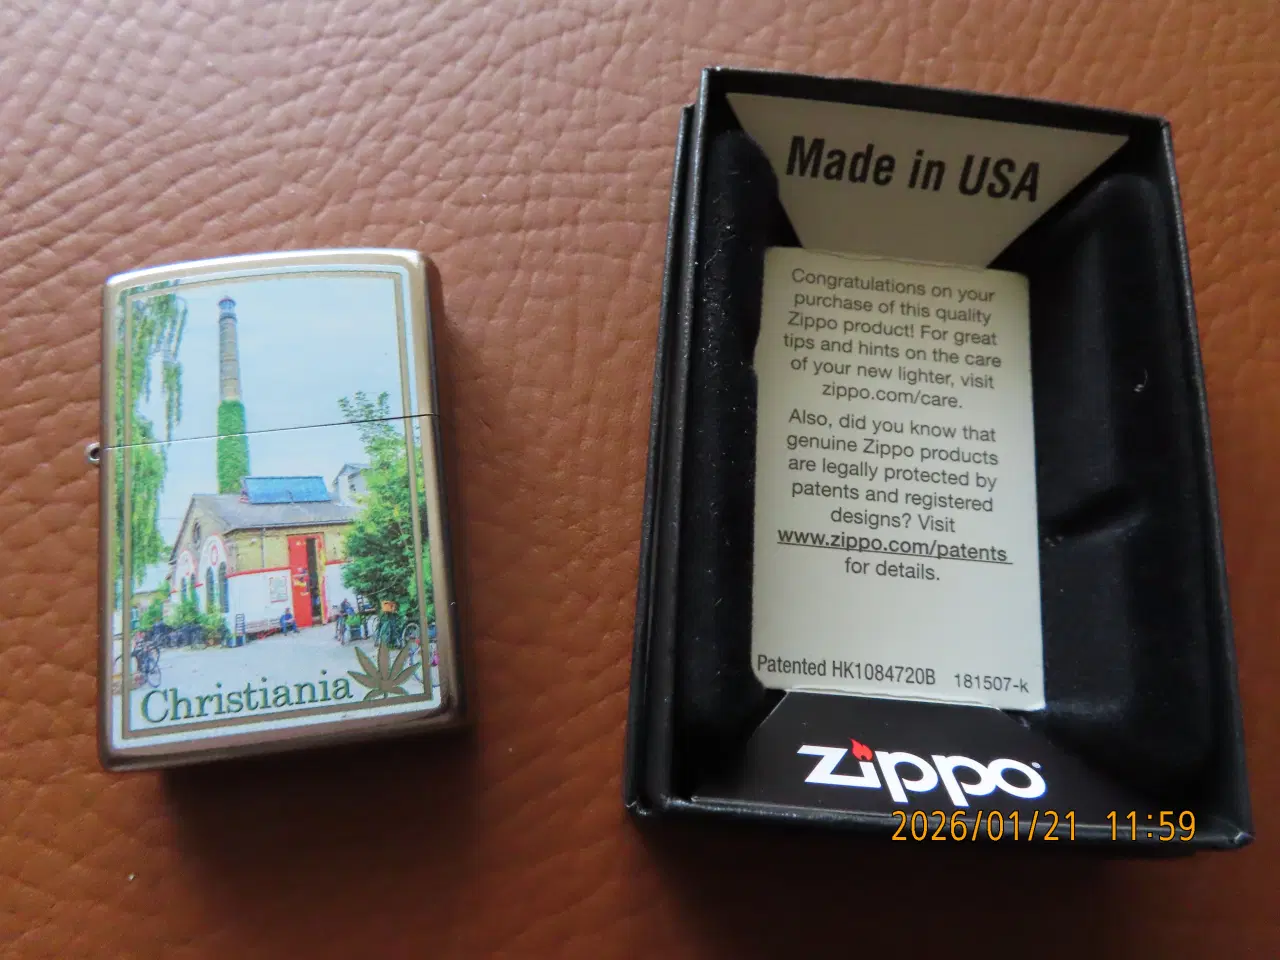 Christiania
Made in USA
Congratulations on your
purchase of this quality
Zippo product! For great
tips and hints on the care
of your new lighter, visit
zippo.com/care.
Also, did you know that
genuine Zippo products
are legally protected by
patents and registered
designs? Visit
www.zippo.com/patents
for details.
Patented HK1084720B 181507-k
zippo
2026/01/21 11:59